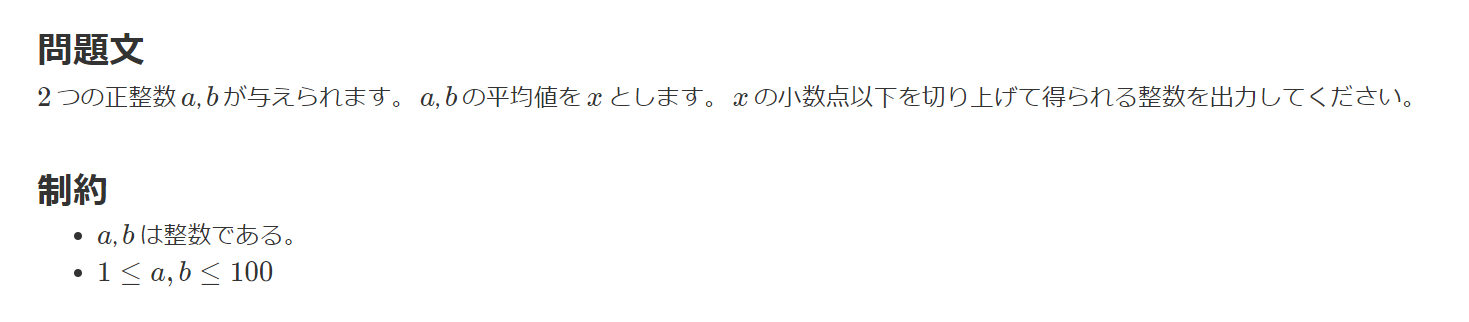 問題文
2 つの正整数 a, b が与えられます。 a, b の平均値を x とします。 x の小数点以下を切り上げて得られる整数を出力してください。
制約
• a, b は整数である。
• 1 ≤ a, b ≤ 100